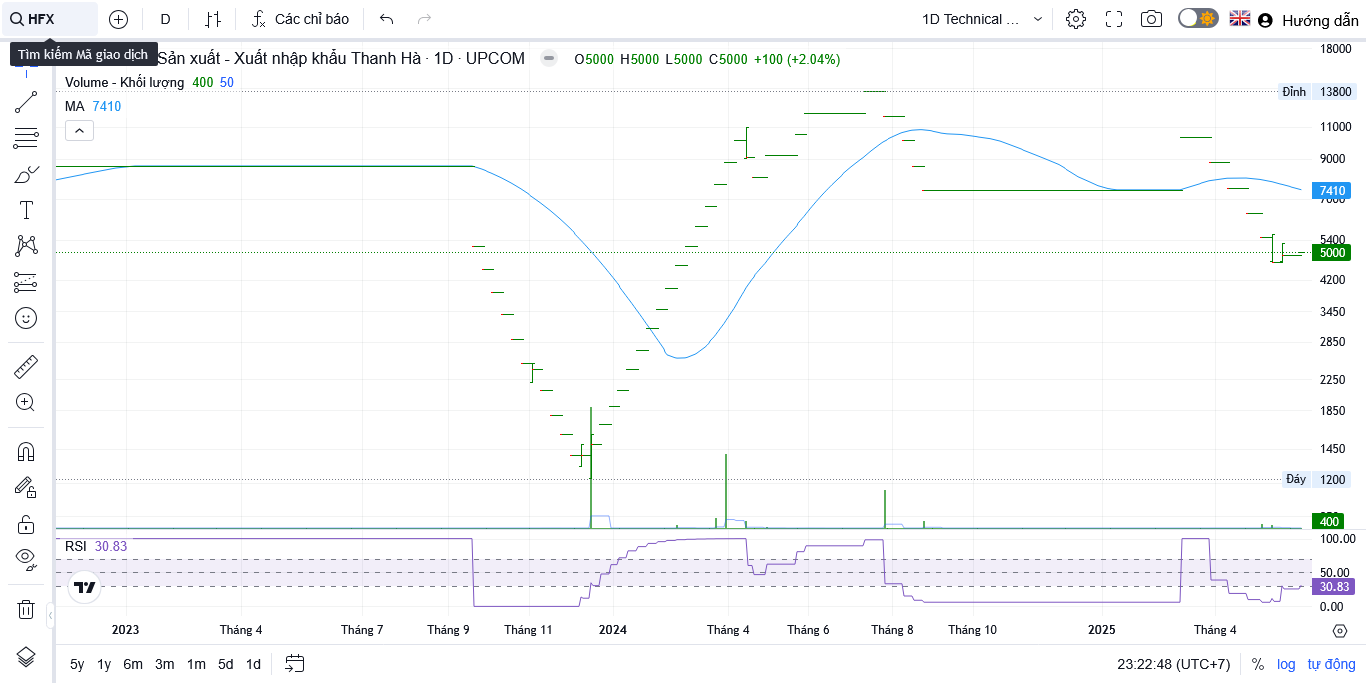 HFX D Các chỉ báo 1D Technical ... Hướng dẫn
Tìm kiếm Mã giao dịch
Sản xuất - Xuất nhập khẩu Thanh Hà · 1D · UPCOM O5000 H5000 L5000 C5000 +100 (+2.04%)
Volume - Khối lượng 400 50
MA 7410
18000
Đỉnh 13800
11000
9000
7410
7000
5400
5000
4200
3450
2850
2250
1850
1450
Đáy 1200
400
RSI 30.83
100.00
50.00
30.83
0.00
2023 Tháng 4 Tháng 7 Tháng 9 Tháng 11 2024 Tháng 4 Tháng 6 Tháng 8 Tháng 10 2025 Tháng 4
5y 1y 6m 3m 1m 5d 1d 23:22:48 (UTC+7) % log tự động